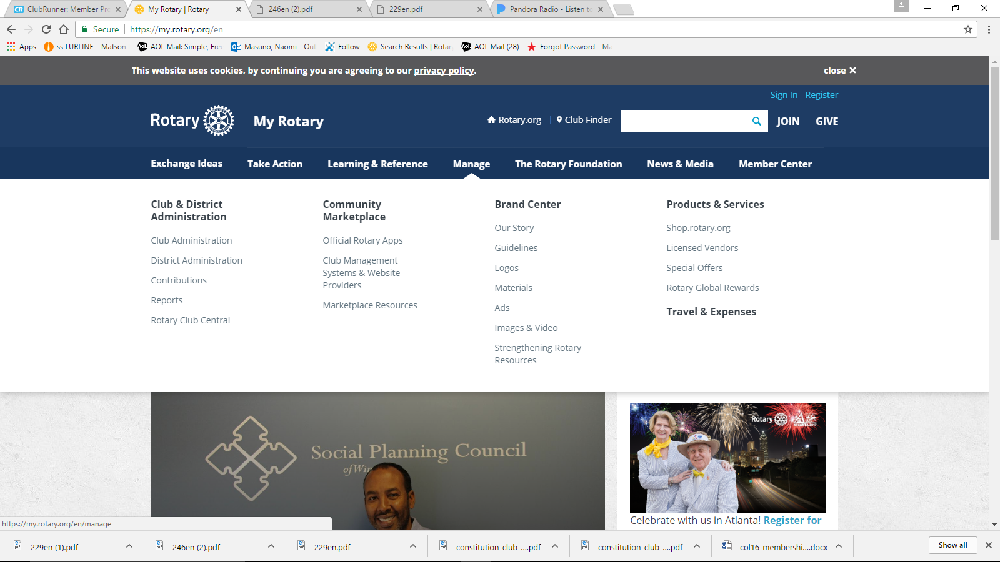 ClubRunner: Member Pro
My Rotary | Rotary
246en (2).pdf
229en.pdf
Pandora Radio - Listen to
Secure
https://my.rotary.org/en
Apps
ss LURLINE – Matson
Aol.
AOL Mail: Simple, Free
Masuno, Naomi - Out
Follow
Search Results | Rotar
Aol.
AOL Mail (28)
Forgot Password - Ma
This website uses cookies, by continuing you are agreeing to our privacy policy.
close
Sign In Register
Rotary
My Rotary
Rotary.org
Club Finder
JOIN
GIVE
Exchange Ideas
Take Action
Learning & Reference
Manage
The Rotary Foundation
News & Media
Member Center
Club & District
Administration
Club Administration
District Administration
Contributions
Reports
Rotary Club Central
Community
Marketplace
Official Rotary Apps
Club Management
Systems & Website
Providers
Marketplace Resources
Brand Center
Our Story
Guidelines
Logos
Materials
Ads
Images & Video
Strengthening Rotary
Resources
Products & Services
Shop.rotary.org
Licensed Vendors
Special Offers
Rotary Global Rewards
Travel & Expenses
Social Planning Council
Rotary
ATLANTA 2017
Celebrate with us in Atlanta! Register for
https://my.rotary.org/en/manage
229en (1).pdf
246en (2).pdf
229en.pdf
constitution_club_....pdf
constitution_club_....pdf
col16_membershi....docx
Show all